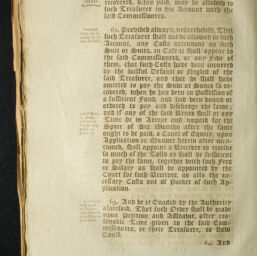 recovered, when paid, may be allowed to
such Treasurer in his Account with the
said Commissioners.
62. Provided always, nevertheless, That
such Treasurer shall not be allowed in such
Account, any Costs attendant on such
Suit or Suits, in Case it shall appear to
the said Commissioners, or any five of
them, that such Costs have been incurred
by the wilful Default or Neglect of the
said Treasurer, and that he shall have
omitted to pay the Sum or Sums so re-
covered, when he has been in Possession of
a sufficient Fund, and had been bound or
ordered to pay and discharge the same;
and if any of the said Rents shall at any
Time be in Arrear and unpaid for the
Space of Six Months after the same
ought to be paid, a Court of Equity, upon
Application in Manner herein after men-
tioned, shall appoint a Receiver to receive
so much of the Tolls as shall be sufficient
to pay the same, together with such Fees
or Salary as shall be appointed by the
Court for such Receiver, as also the ne-
cessary Costs out of Pocket of such Ap-
plication.
63. And be it Enacted by the Authority
aforesaid, That such Order shall be made
upon Petition and Affidavit, after rea-
sonable Time given to the said Com-
missioners, or their Treasurer, to shew
Cause.
64. And